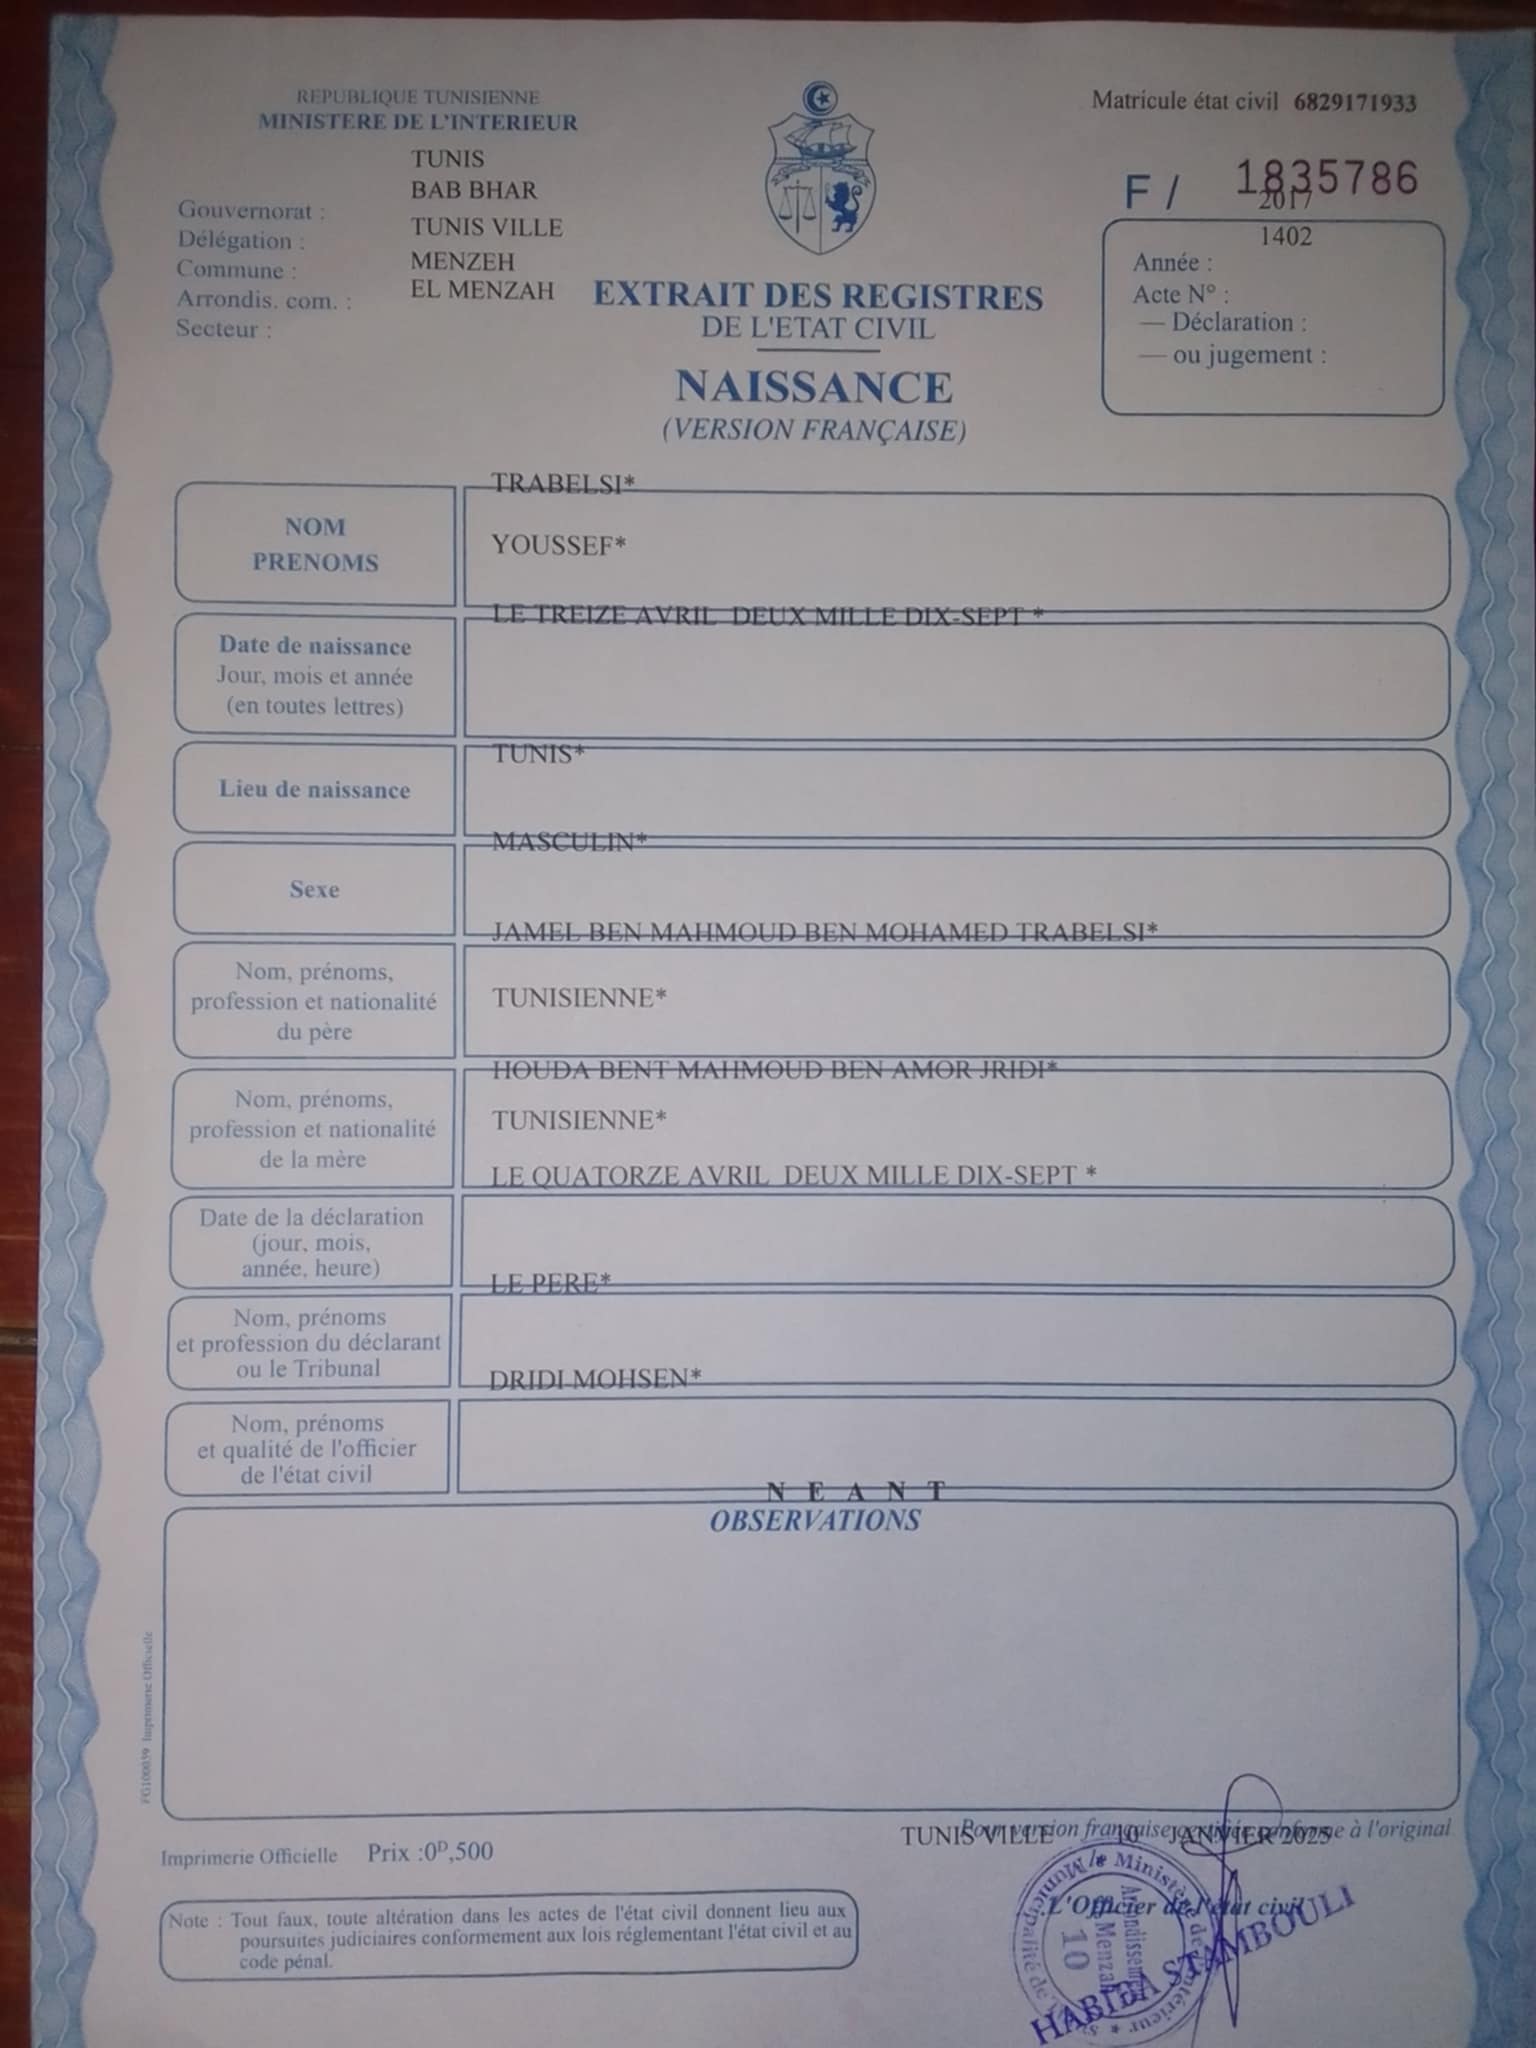 REPUBLIQUE TUNISIENNE
MINISTERE DE L'INTERIEUR
Matricule état civil 6829171933
F / 1835786
TUNIS
BAB BHAR
TUNIS VILLE
MENZEH
EL MENZAH
Gouvernorat :
Délégation :
Commune :
Arrondis. com. :
Secteur :
2017
1402
Année :
Acte N° :
— Déclaration :
— ou jugement :
EXTRAIT DES REGISTRES
DE L'ETAT CIVIL
NAISSANCE
(VERSION FRANÇAISE)
NOM
PRENOMS
TRABELSI*
YOUSSEF*
Date de naissance
Jour, mois et année
(en toutes lettres)
LE TREIZE AVRIL DEUX MILLE DIX-SEPT *
Lieu de naissance
TUNIS*
Sexe
MASCULIN*
Nom, prénoms,
profession et nationalité
du père
JAMEL BEN MAHMOUD BEN MOHAMED TRABELSI*
TUNISIENNE*
Nom, prénoms,
profession et nationalité
de la mère
HOUDA BENT MAHMOUD BEN AMOR JRIDI*
TUNISIENNE*
Date de la déclaration
(jour, mois,
année, heure)
LE QUATORZE AVRIL DEUX MILLE DIX-SEPT *
Nom, prénoms
et profession du déclarant
ou le Tribunal
LE PERE*
Nom, prénoms
et qualité de l'officier
de l'état civil
DRIDI MOHSEN*
N E A N T
OBSERVATIONS
FG100039 Imprimerie Officielle
Imprimerie Officielle Prix :0D,500
Pour version française certifiée conforme à l'original
TUNIS VILLE 10 JANVIER 2025
L'Officier de l'état civil
HABIBA STAMBOULI
10
Note : Tout faux, toute altération dans les actes de l'état civil donnent lieu aux
poursuites judiciaires conformement aux lois réglementant l'état civil et au
code pénal.